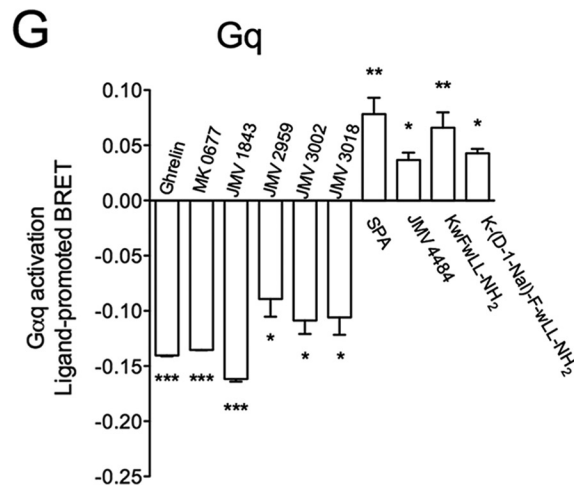 G
Gq
Gαq activation
Ligand-promoted BRET
0.10
0.05
0.00
-0.05
-0.10
-0.15
-0.20
-0.25
Ghrelin
MK 0677
JMV 1843
JMV 2959
JMV 3002
JMV 3018
SPA
JMV 4484
KwFwLL-NH2
K-(D-1-Nal)-F-wLL-NH2
***
***
***
*
*
*
**
*
**
*